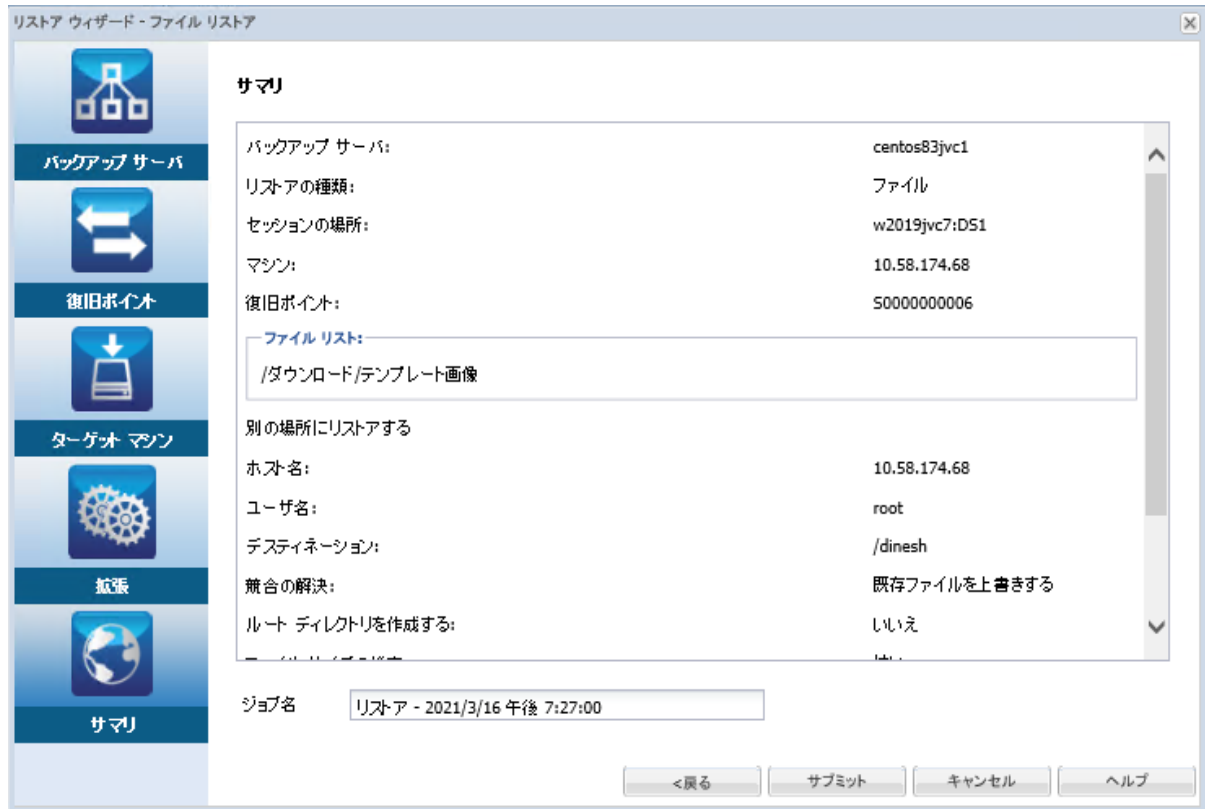 リストア ウィザード - ファイル リストア
バックアップ サーバ
復旧ポイント
ターゲット マシン
拡張
サマリ
サマリ
バックアップ サーバ: centos83jvc1
リストアの種類: ファイル
セッションの場所: w2019jvc7:DS1
マシン: 10.58.174.68
復旧ポイント: S0000000006
ファイル リスト:
/ダウンロード/テンプレート画像
別の場所にリストアする
ホスト名: 10.58.174.68
ユーザ名: root
デスティネーション: /dinesh
競合の解決: 既存ファイルを上書きする
ルート ディレクトリを作成する: いいえ
ジョブ名 リストア - 2021/3/16 午後 7:27:00
<戻る サブミット キャンセル ヘルプ